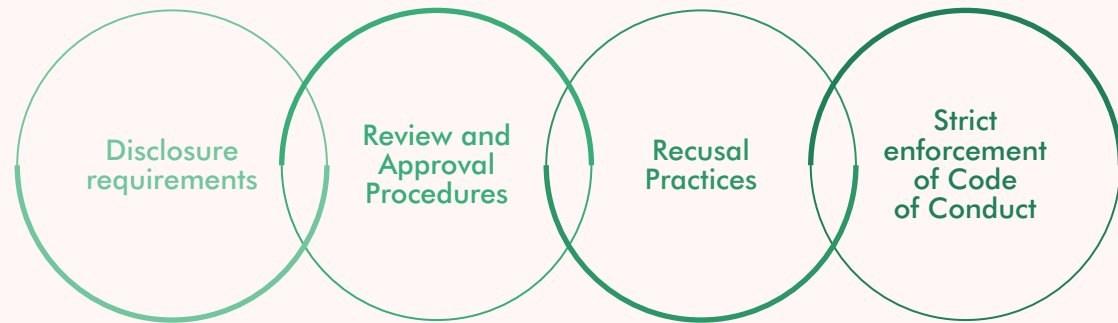 Disclosure
requirements
Review and
Approval
Procedures
Recusal
Practices
Strict
enforcement
of Code
of Conduct